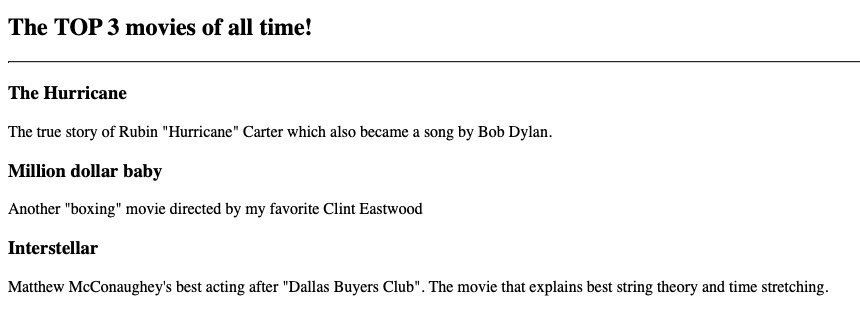 The TOP 3 movies of all time!
The Hurricane
The true story of Rubin "Hurricane" Carter which also became a song by Bob Dylan.
Million dollar baby
Another "boxing" movie directed by my favorite Clint Eastwood
Interstellar
Matthew McConaughey's best acting after "Dallas Buyers Club". The movie that explains best string theory and time stretching.